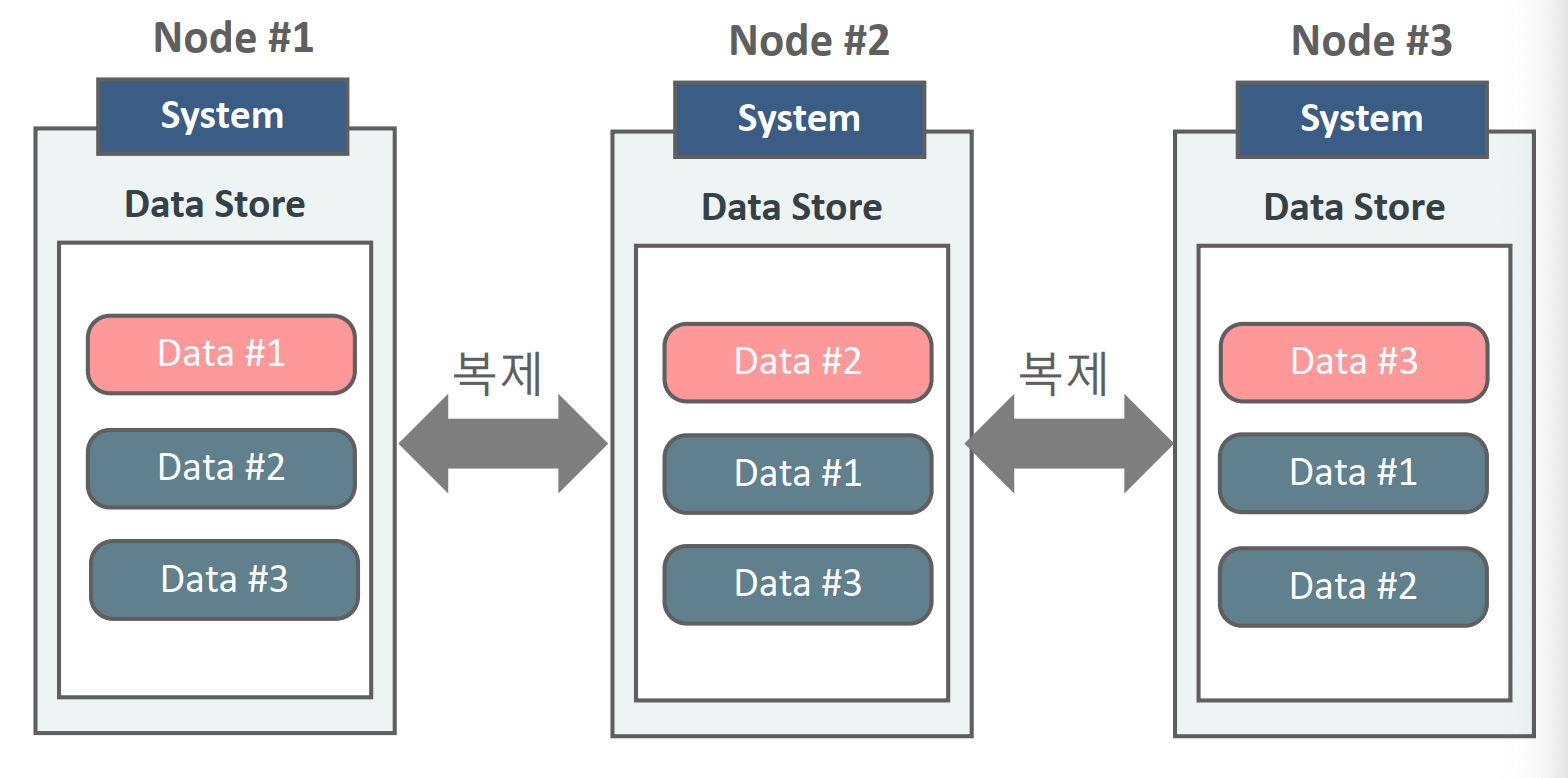 Node #1
System
Data Store
Data #1
Data #2
Data #3
복제
Node #2
System
Data Store
Data #2
Data #1
Data #3
복제
Node #3
System
Data Store
Data #3
Data #1
Data #2